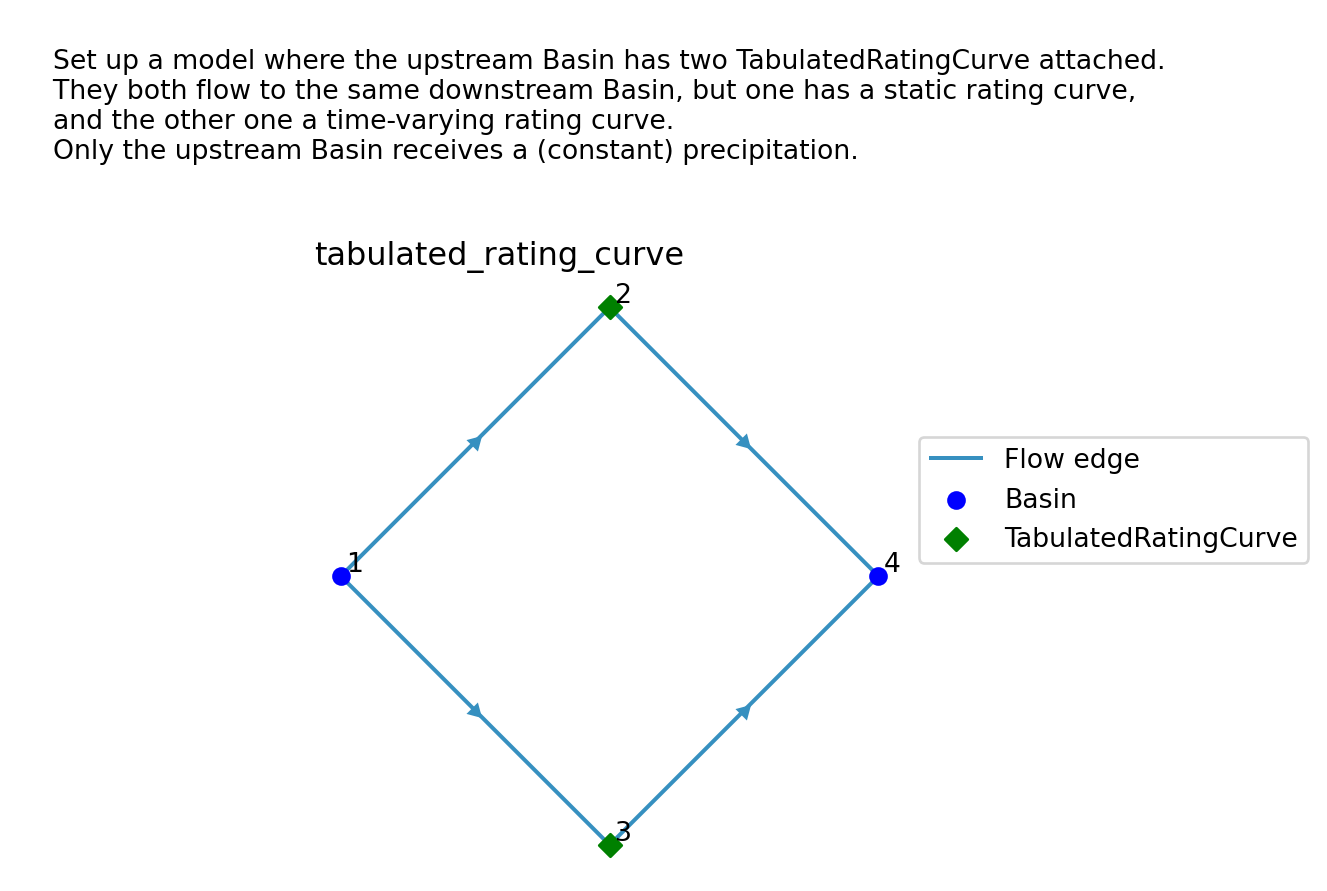 Set up a model where the upstream Basin has two TabulatedRatingCurve attached.
They both flow to the same downstream Basin, but one has a static rating curve,
and the other one a time-varying rating curve.
Only the upstream Basin receives a (constant) precipitation.
tabulated_rating_curve
2
1
4
3
Flow edge
Basin
TabulatedRatingCurve